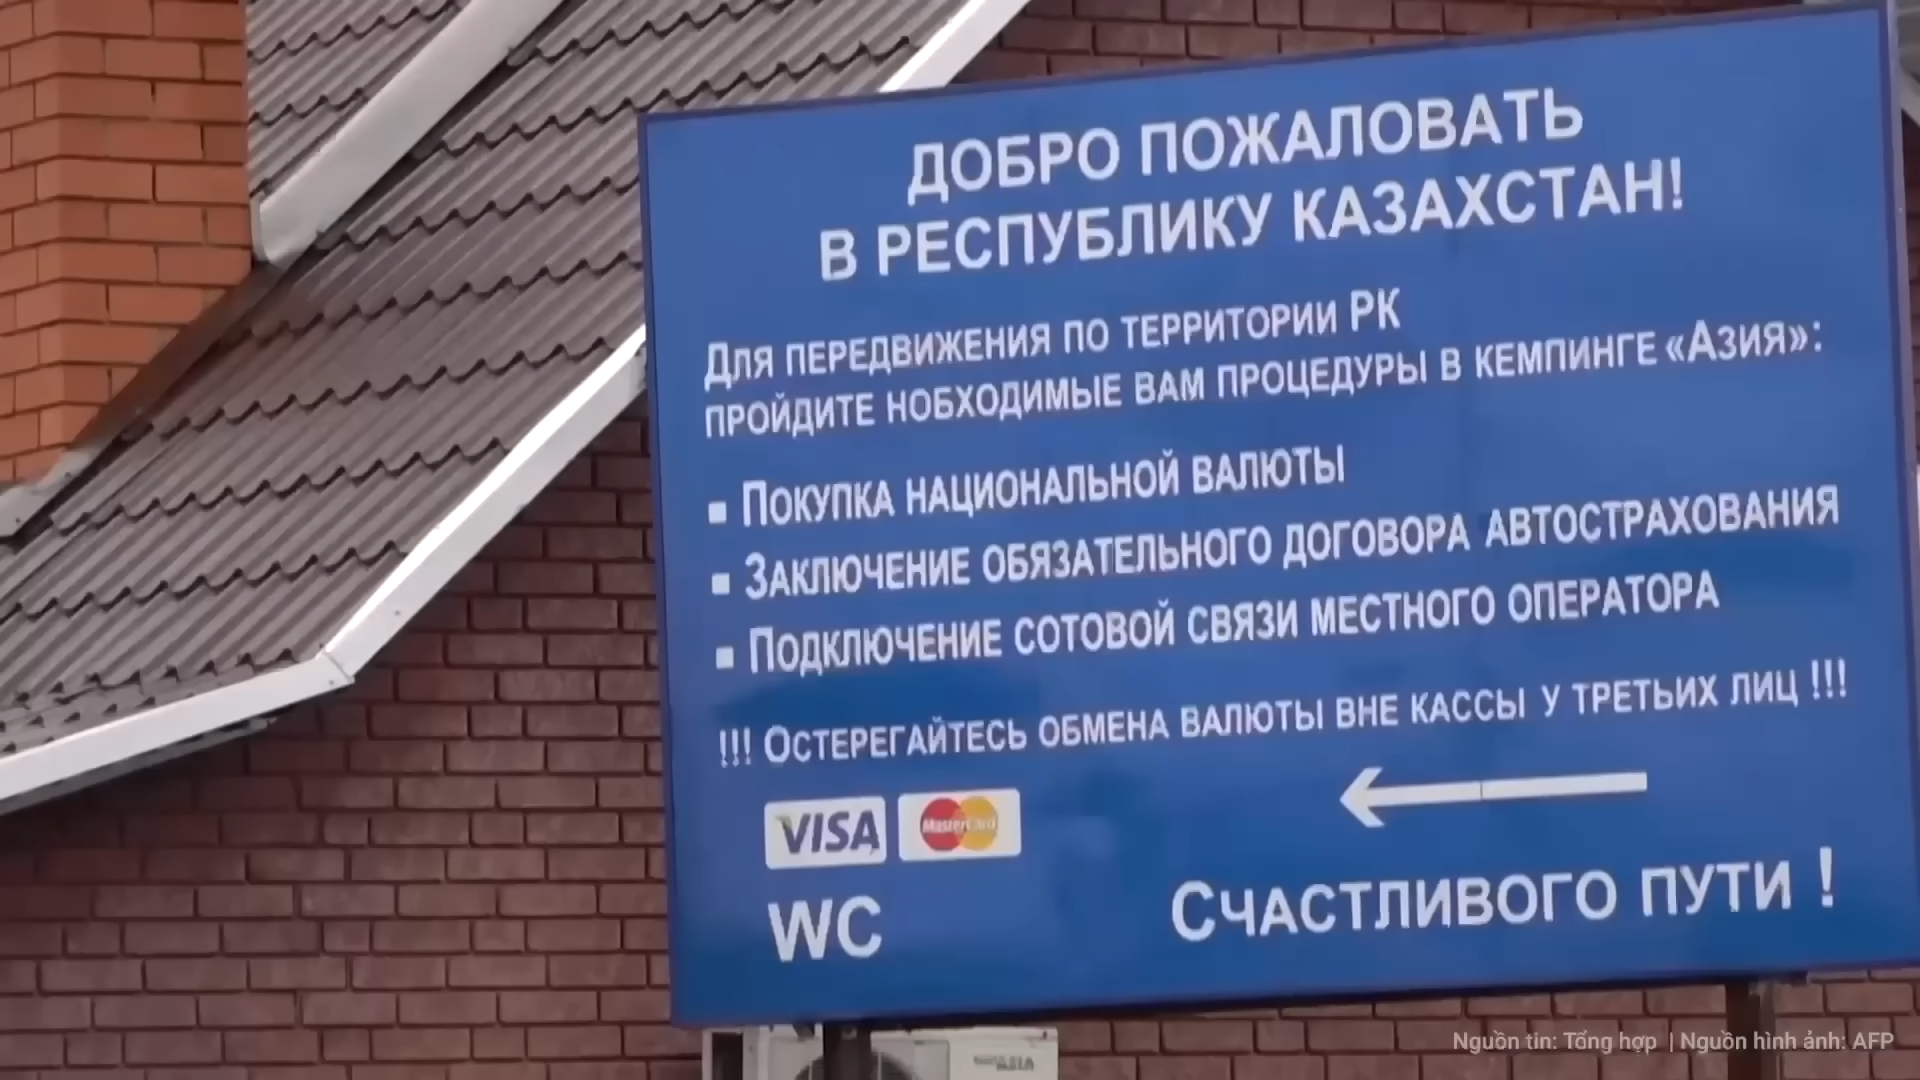 ДОБРО ПОЖАЛОВАТЬ
В РЕСПУБЛИКУ КАЗАХСТАН!
Для передвижения по территории РК
пройдите нобходимые вам процедуры в кемпинге «Азия»:
▪ Покупка национальной валюты
▪ Заключение обязательного договора автострахования
▪ Подключение сотовой связи местного оператора
!!! Остерегайтесь обмена валюты вне кассы у третьих лиц !!!
VISA MasterCard
WC
Счастливого пути !
Nguồn tin: Tổng hợp | Nguồn hình ảnh: AFP